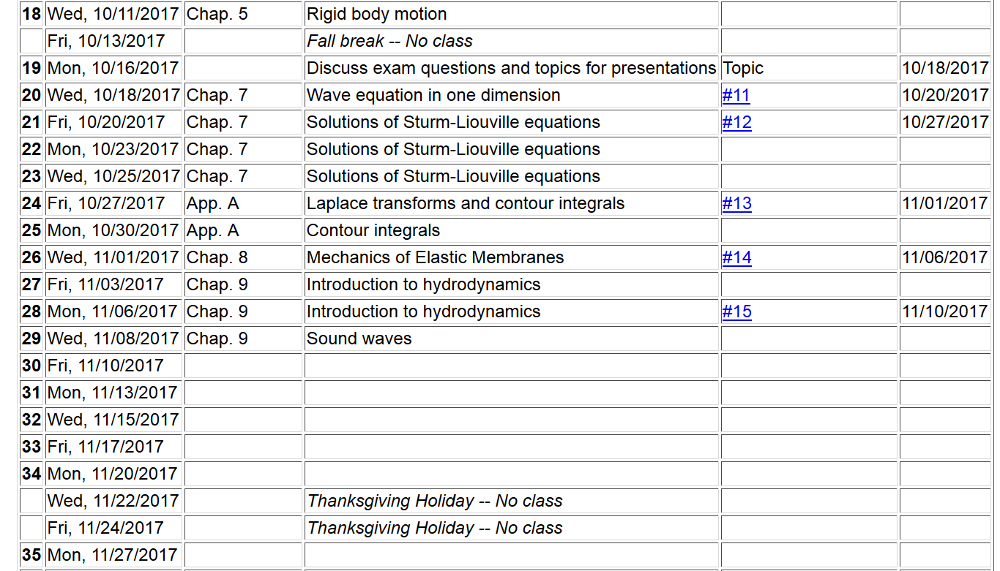 18 Wed, 10/11/2017 Chap. 5 Rigid body motion
Fri, 10/13/2017 Fall break -- No class
19 Mon, 10/16/2017 Discuss exam questions and topics for presentations Topic 10/18/2017
20 Wed, 10/18/2017 Chap. 7 Wave equation in one dimension #11 10/20/2017
21 Fri, 10/20/2017 Chap. 7 Solutions of Sturm-Liouville equations #12 10/27/2017
22 Mon, 10/23/2017 Chap. 7 Solutions of Sturm-Liouville equations
23 Wed, 10/25/2017 Chap. 7 Solutions of Sturm-Liouville equations
24 Fri, 10/27/2017 App. A Laplace transforms and contour integrals #13 11/01/2017
25 Mon, 10/30/2017 App. A Contour integrals
26 Wed, 11/01/2017 Chap. 8 Mechanics of Elastic Membranes #14 11/06/2017
27 Fri, 11/03/2017 Chap. 9 Introduction to hydrodynamics
28 Mon, 11/06/2017 Chap. 9 Introduction to hydrodynamics #15 11/10/2017
29 Wed, 11/08/2017 Chap. 9 Sound waves
30 Fri, 11/10/2017
31 Mon, 11/13/2017
32 Wed, 11/15/2017
33 Fri, 11/17/2017
34 Mon, 11/20/2017
Wed, 11/22/2017 Thanksgiving Holiday -- No class
Fri, 11/24/2017 Thanksgiving Holiday -- No class
35 Mon, 11/27/2017